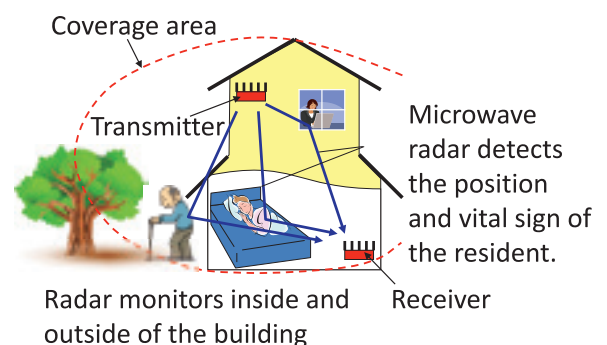 Coverage area
Transmitter
Microwave
radar detects
the position
and vital sign of
the resident.
Radar monitors inside and
outside of the building
Receiver